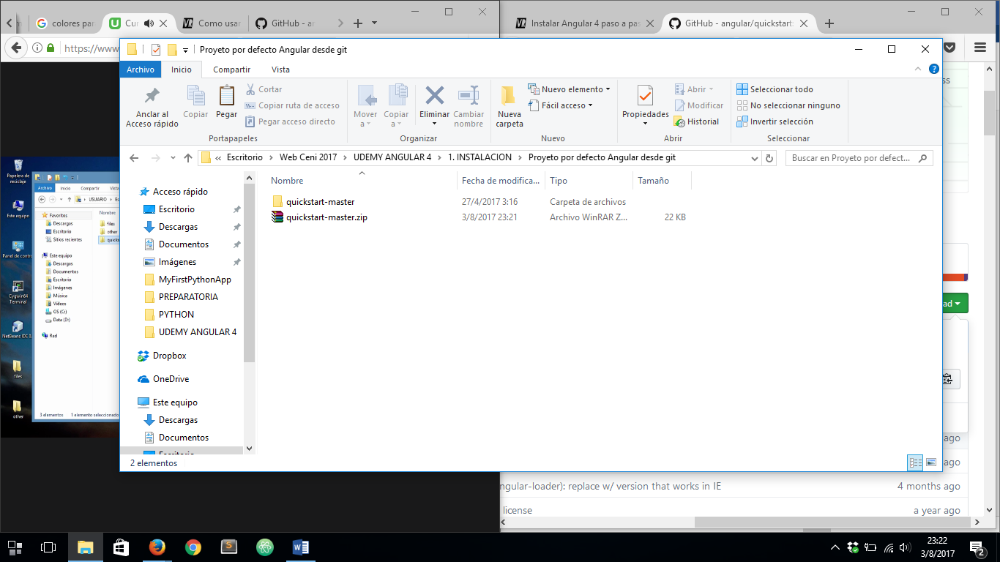 colores par
Cur
Como usar
GitHub - ar
Instalar Angular 4 paso a pas
GitHub - angular/quickstart:
https://www
Proyeto por defecto Angular desde git
Archivo Inicio Compartir Vista
Anclar al Acceso rápido
Copiar
Pegar
Cortar
Copiar ruta de acceso
Pegar acceso directo
Portapapeles
Mover a
Copiar a
Eliminar
Cambiar nombre
Organizar
Nueva carpeta
Nuevo elemento
Fácil acceso
Nuevo
Propiedades
Abrir
Modificar
Historial
Abrir
Seleccionar todo
No seleccionar ninguno
Invertir selección
Seleccionar
« Escritorio > Web Ceni 2017 > UDEMY ANGULAR 4 > 1. INSTALACION > Proyeto por defecto Angular desde git
Buscar en Proyeto por defect...
Nombre Fecha de modifica... Tipo Tamaño
quickstart-master 27/4/2017 3:16 Carpeta de archivos
quickstart-master.zip 3/8/2017 23:21 Archivo WinRAR Z... 22 KB
Acceso rápido
Escritorio
Descargas
Documentos
Imágenes
MyFirstPythonApp
PREPARATORIA
PYTHON
UDEMY ANGULAR 4
Dropbox
OneDrive
Este equipo
Descargas
Documentos
Escritorio
2 elementos
Papelera de reciclaje
Este equipo
Panel de contro
Cygwin64 Terminal
NetBeans IDE 8.
files
other
Archivo Inicio Compartir Vista
USUARIO
Favoritos
Descargas
Escritorio
Sitios recientes
Este equipo
Descargas
Documentos
Escritorio
Imágenes
Música
Vídeos
OS (C:)
Data (D:)
Red
Nombre
files
other
quicks
3 elementos 1 elemento seleccionado
ss
ad
ago
ago
ngular-loader): replace w/ version that works in IE 4 months ago
license a year ago
23:22
3/8/2017
2